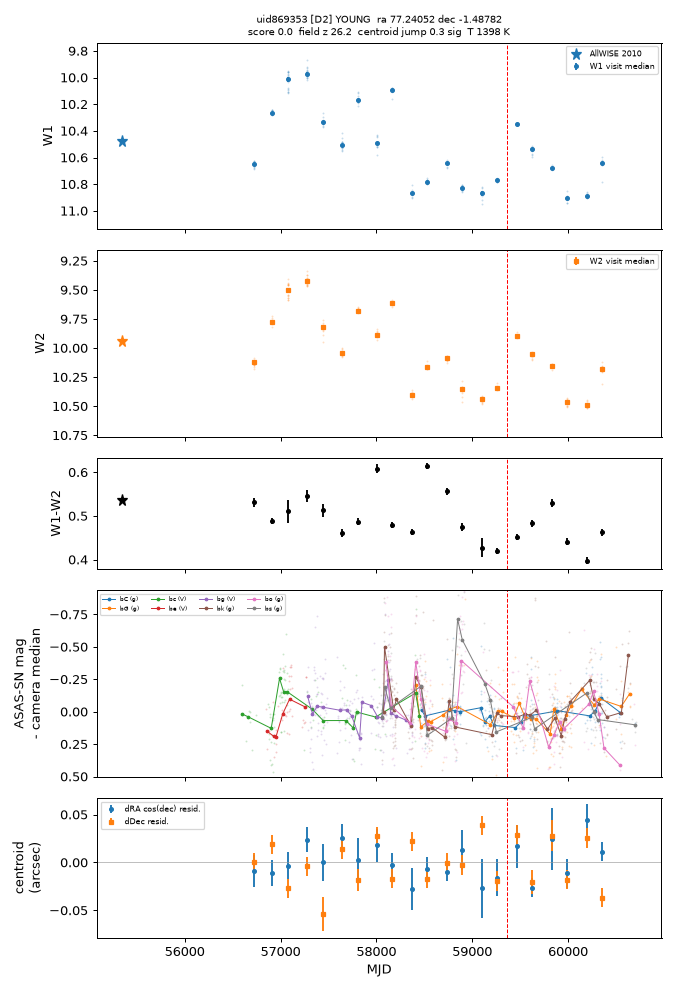 uid869353 [D2] YOUNG ra 77.24052 dec -1.48782
score 0.0 field z 26.2 centroid jump 0.3 sig T 1398 K
9.8
10.0
10.2
10.4
10.6
10.8
11.0
W1
AllWISE 2010
W1 visit median
9.25
9.50
9.75
10.00
10.25
10.50
10.75
W2
W2 visit median
0.6
0.5
0.4
W1-W2
−0.75
−0.50
−0.25
0.00
0.25
0.50
ASAS-SN mag
- camera median
bC (g)
bc (V)
bg (V)
bo (g)
be (V)
bk (g)
bs (g)
0.05
0.00
−0.05
centroid
(arcsec)
dRA cos(dec) resid.
dDec resid.
56000
57000
58000
59000
60000
MJD